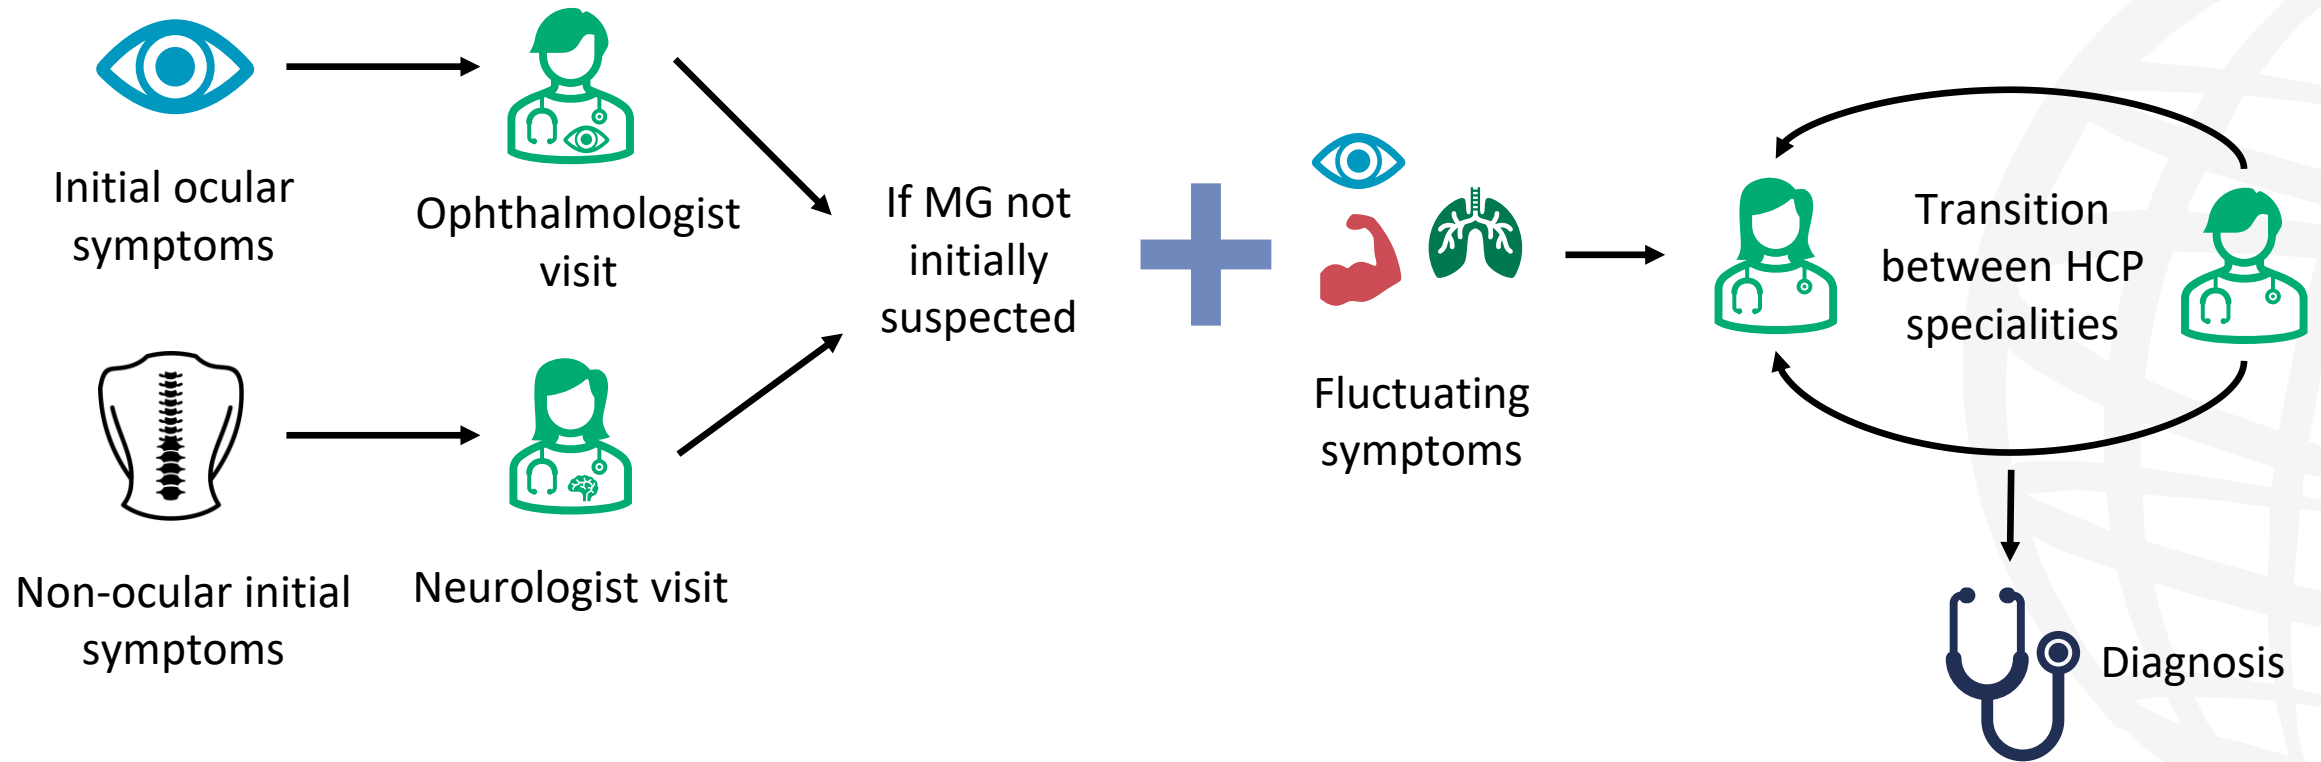 Initial ocular
symptoms
Ophthalmologist
visit
Non-ocular initial
symptoms
Neurologist visit
If MG not
initially
suspected
Fluctuating
symptoms
Transition
between HCP
specialities
Diagnosis